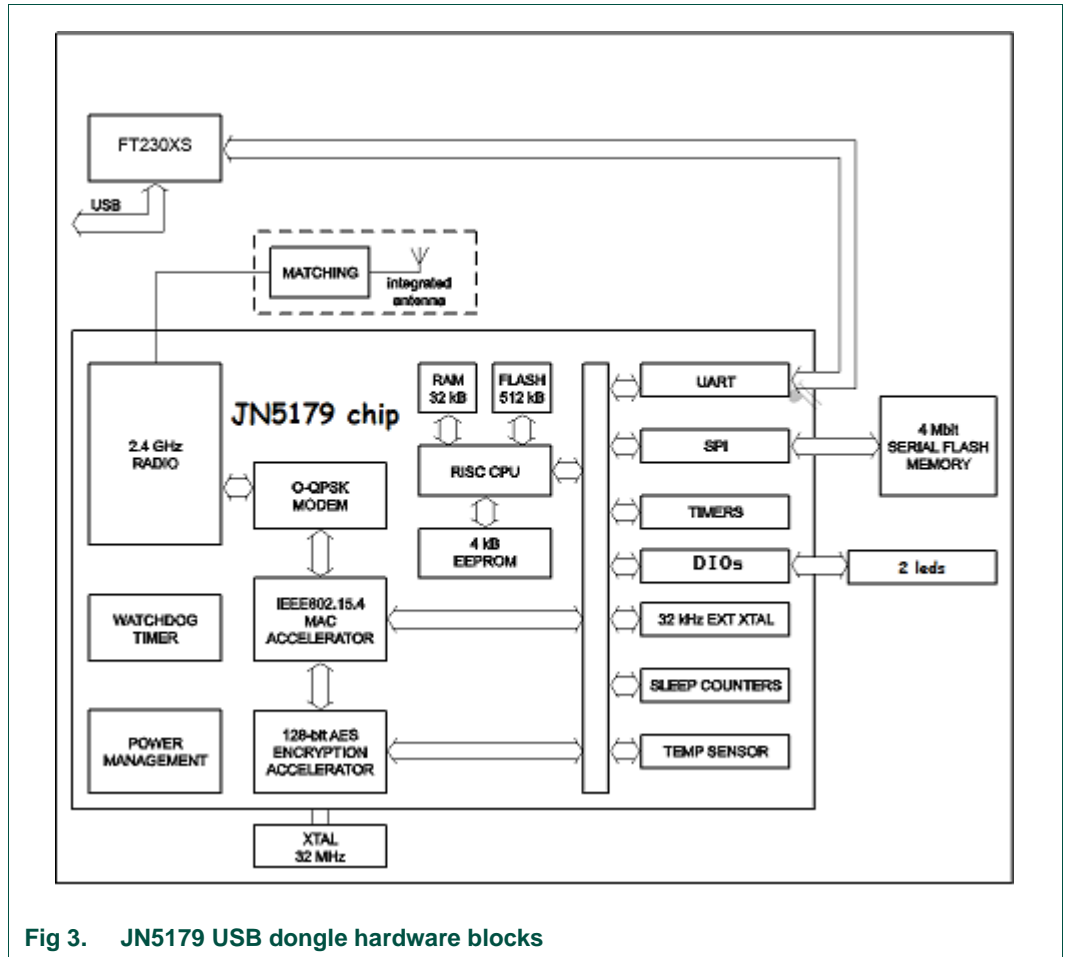 FT230XS
USB
MATCHING
integrated
antenna
JN5179 chip
2.4 GHz
RADIO
O-QPSK
MODEM
IEEE802.15.4
MAC
ACCELERATOR
128-bit AES
ENCRYPTION
ACCELERATOR
WATCHDOG
TIMER
POWER
MANAGEMENT
XTAL
32 MHz
RAM
32 kB
FLASH
512 kB
RISC CPU
4 kB
EEPROM
UART
SPI
TIMERS
DIOs
32 kHz EXT XTAL
SLEEP COUNTERS
TEMP SENSOR
4 Mbit
SERIAL FLASH
MEMORY
2 leds
Fig 3. JN5179 USB dongle hardware blocks